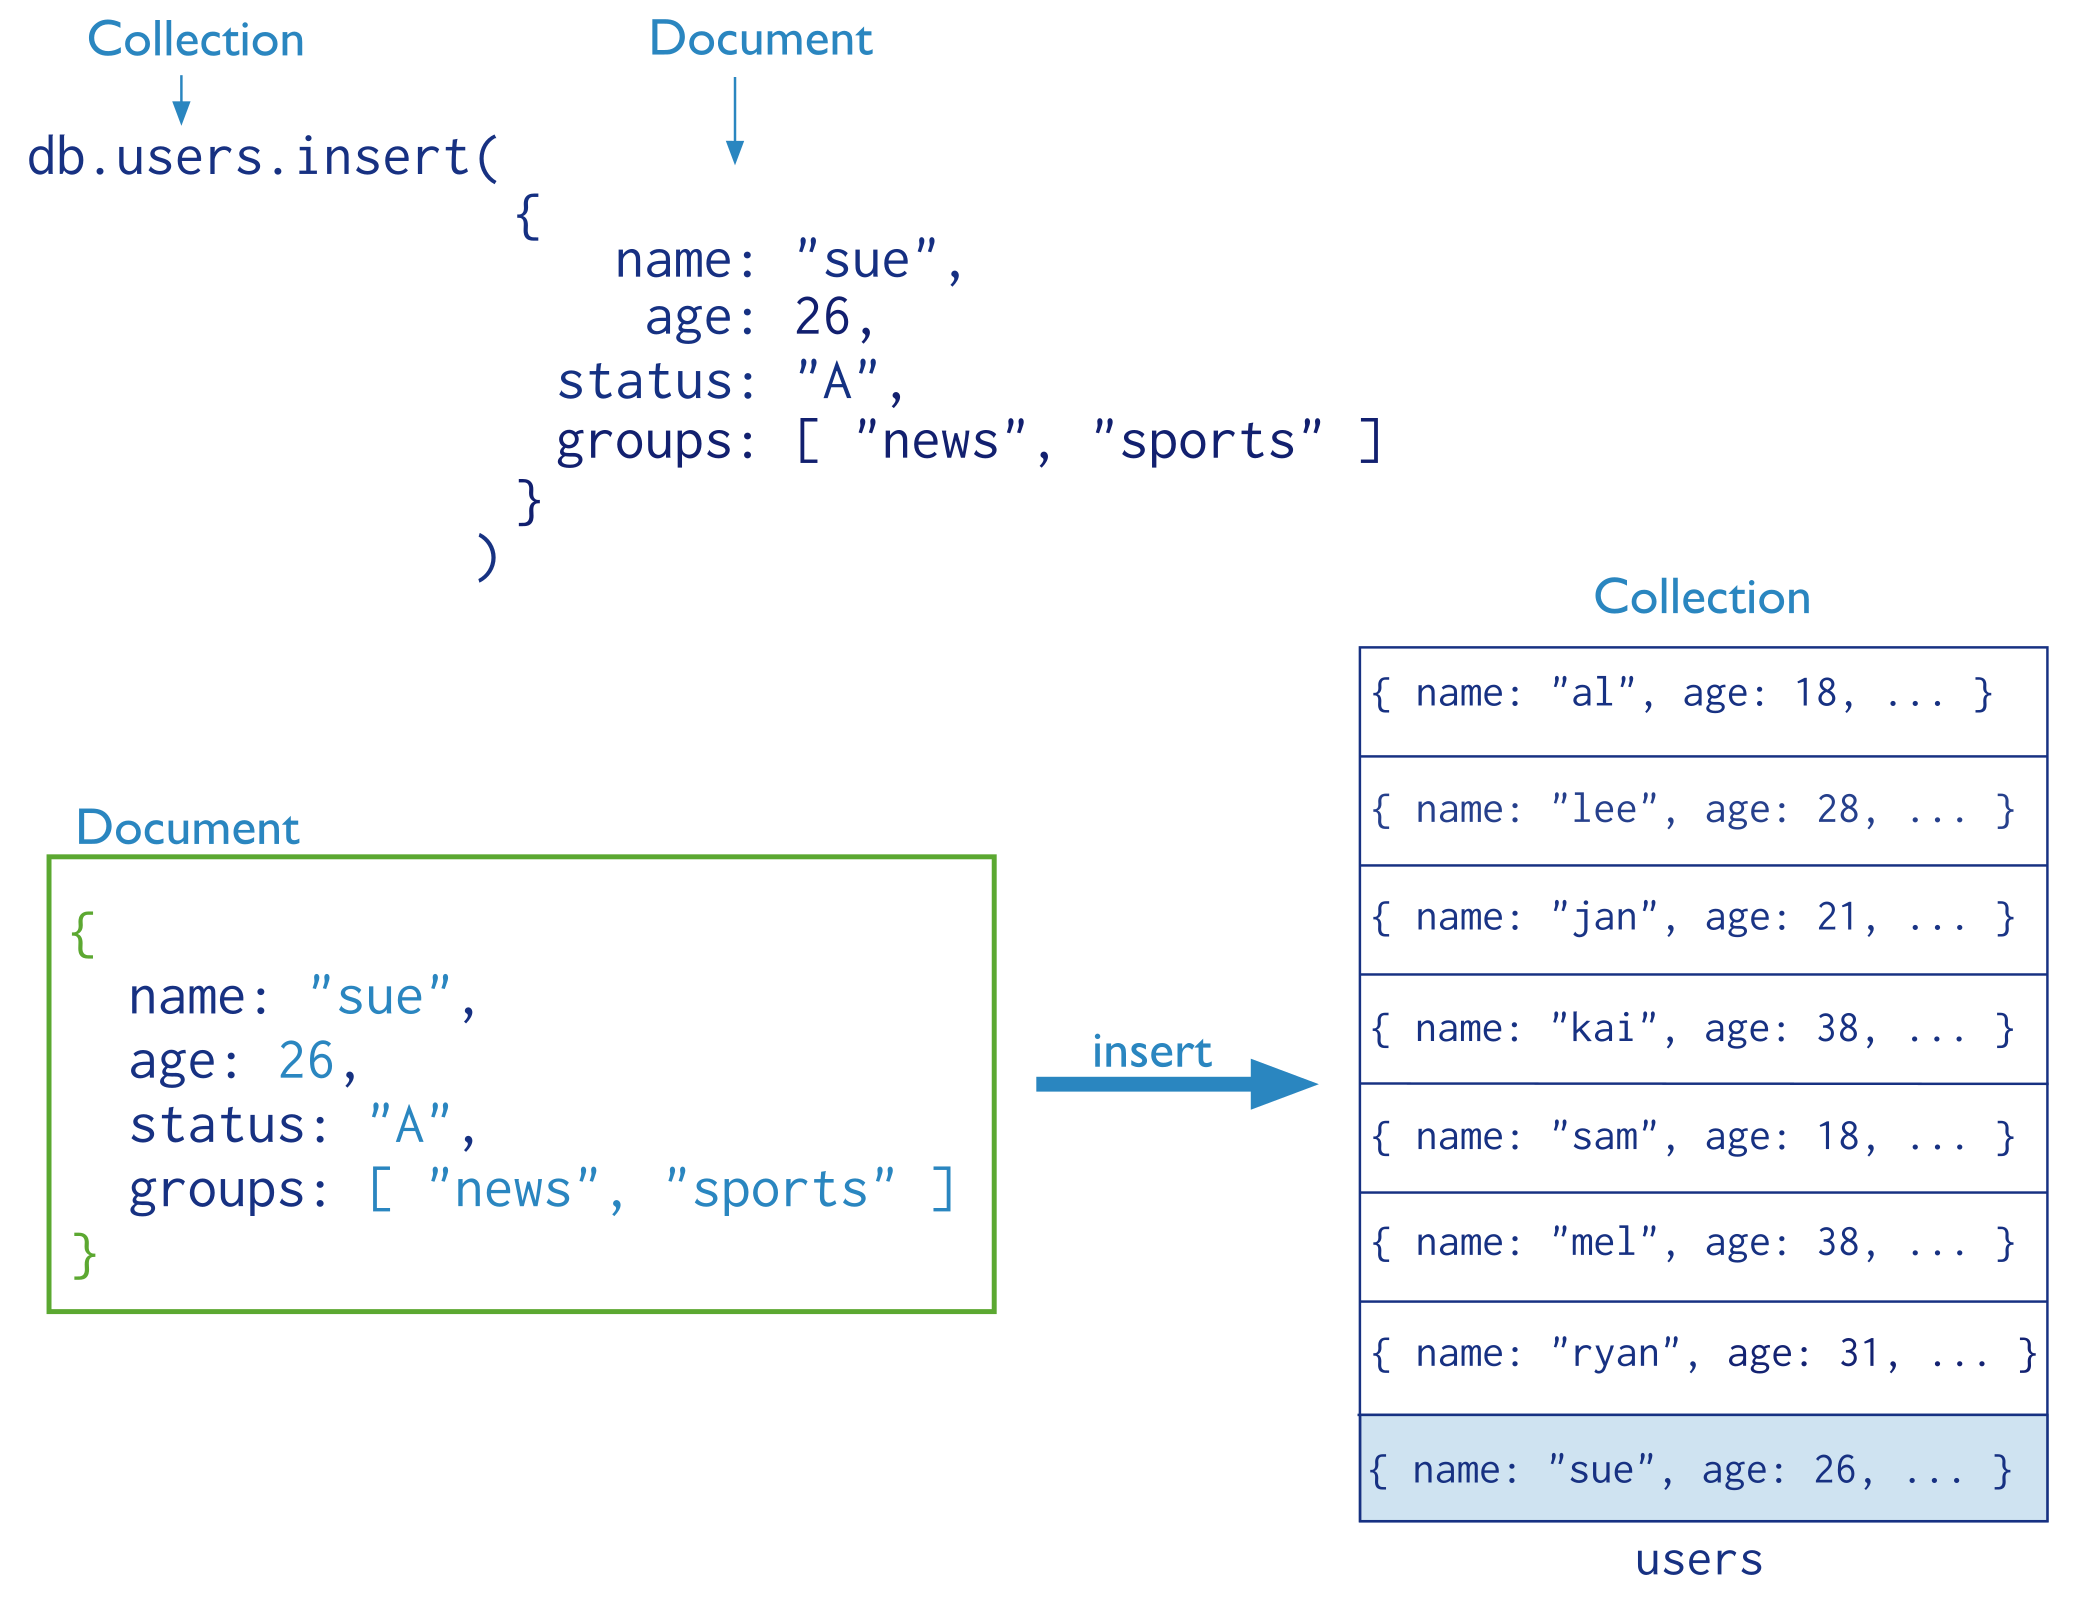 Collection
Document
db.users.insert(
{
name: "sue",
age: 26,
status: "A",
groups: [ "news", "sports" ]
}
)
Document
{
name: "sue",
age: 26,
status: "A",
groups: [ "news", "sports" ]
}
insert
Collection
{ name: "al", age: 18, ... }
{ name: "lee", age: 28, ... }
{ name: "jan", age: 21, ... }
{ name: "kai", age: 38, ... }
{ name: "sam", age: 18, ... }
{ name: "mel", age: 38, ... }
{ name: "ryan", age: 31, ... }
{ name: "sue", age: 26, ... }
users